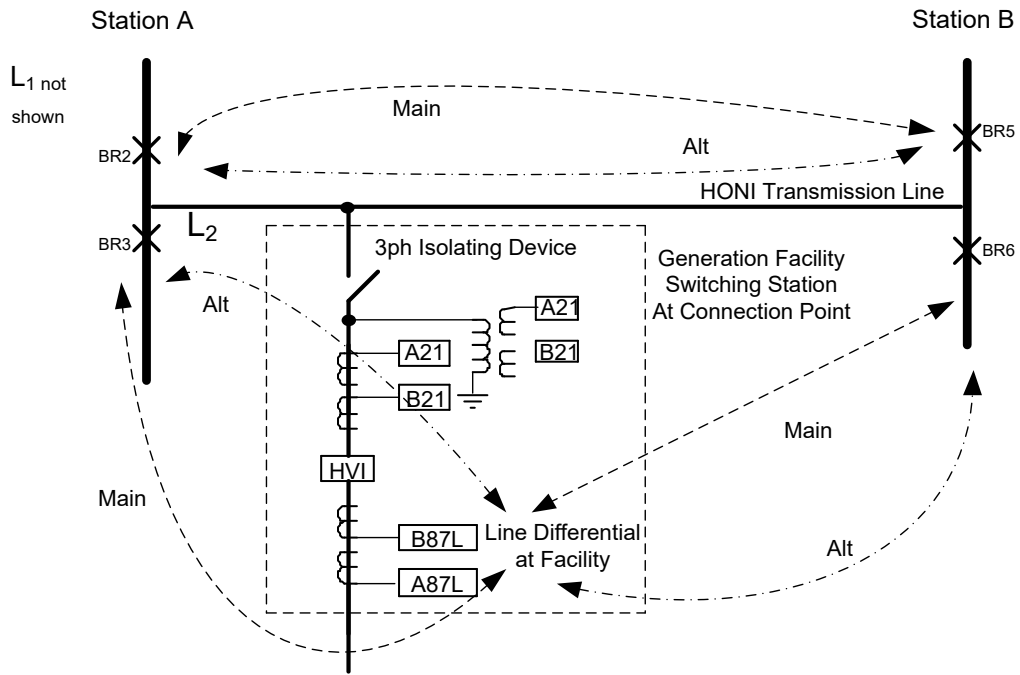 Station A
Station B
L1 not
shown
Main
BR2
BR5
Alt
HONI Transmission Line
L2
BR3
BR6
3ph Isolating Device
Generation Facility
Switching Station
At Connection Point
Alt
A21
A21
B21
B21
Main
HVI
Main
B87L
Line Differential
at Facility
Alt
A87L